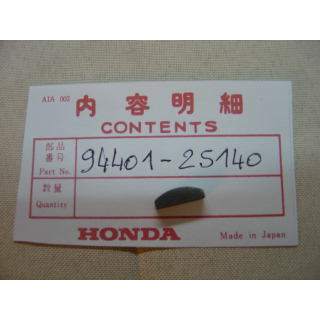 AIA 002
内容明細
CONTENTS
部品
番号
Part No.
94401-25140
数量
Quantity
HONDA
Made in Japan